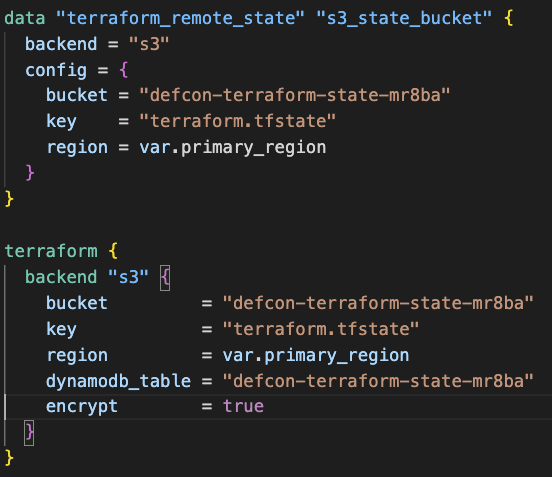 data "terraform_remote_state" "s3_state_bucket" {
  backend = "s3"
  config = {
    bucket = "defcon-terraform-state-mr8ba"
    key    = "terraform.tfstate"
    region = var.primary_region
  }
}

terraform {
  backend "s3" {
    bucket         = "defcon-terraform-state-mr8ba"
    key            = "terraform.tfstate"
    region         = var.primary_region
    dynamodb_table = "defcon-terraform-state-mr8ba"
    encrypt        = true
  }
}